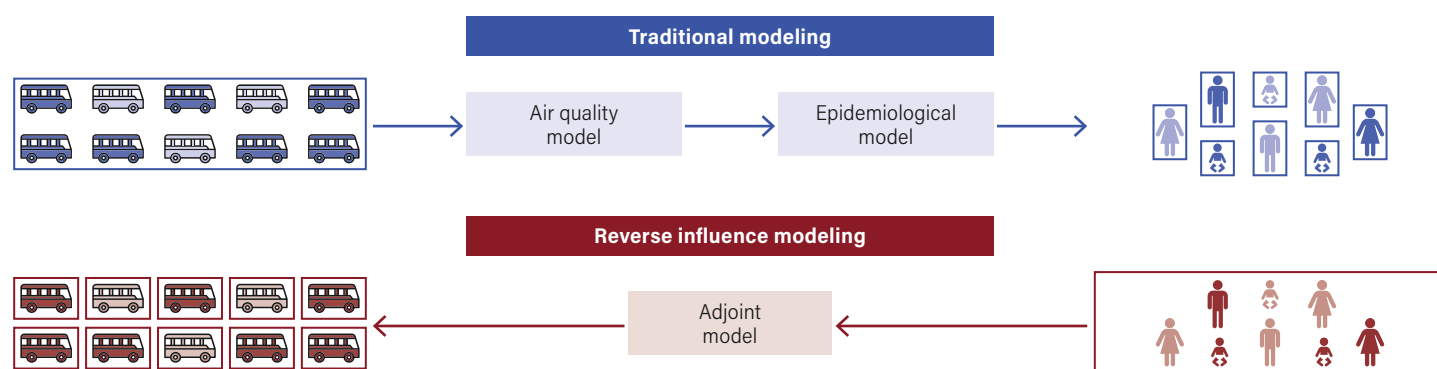 Traditional modeling
Air quality
model
Epidemiological
model
Reverse influence modeling
Adjoint
model